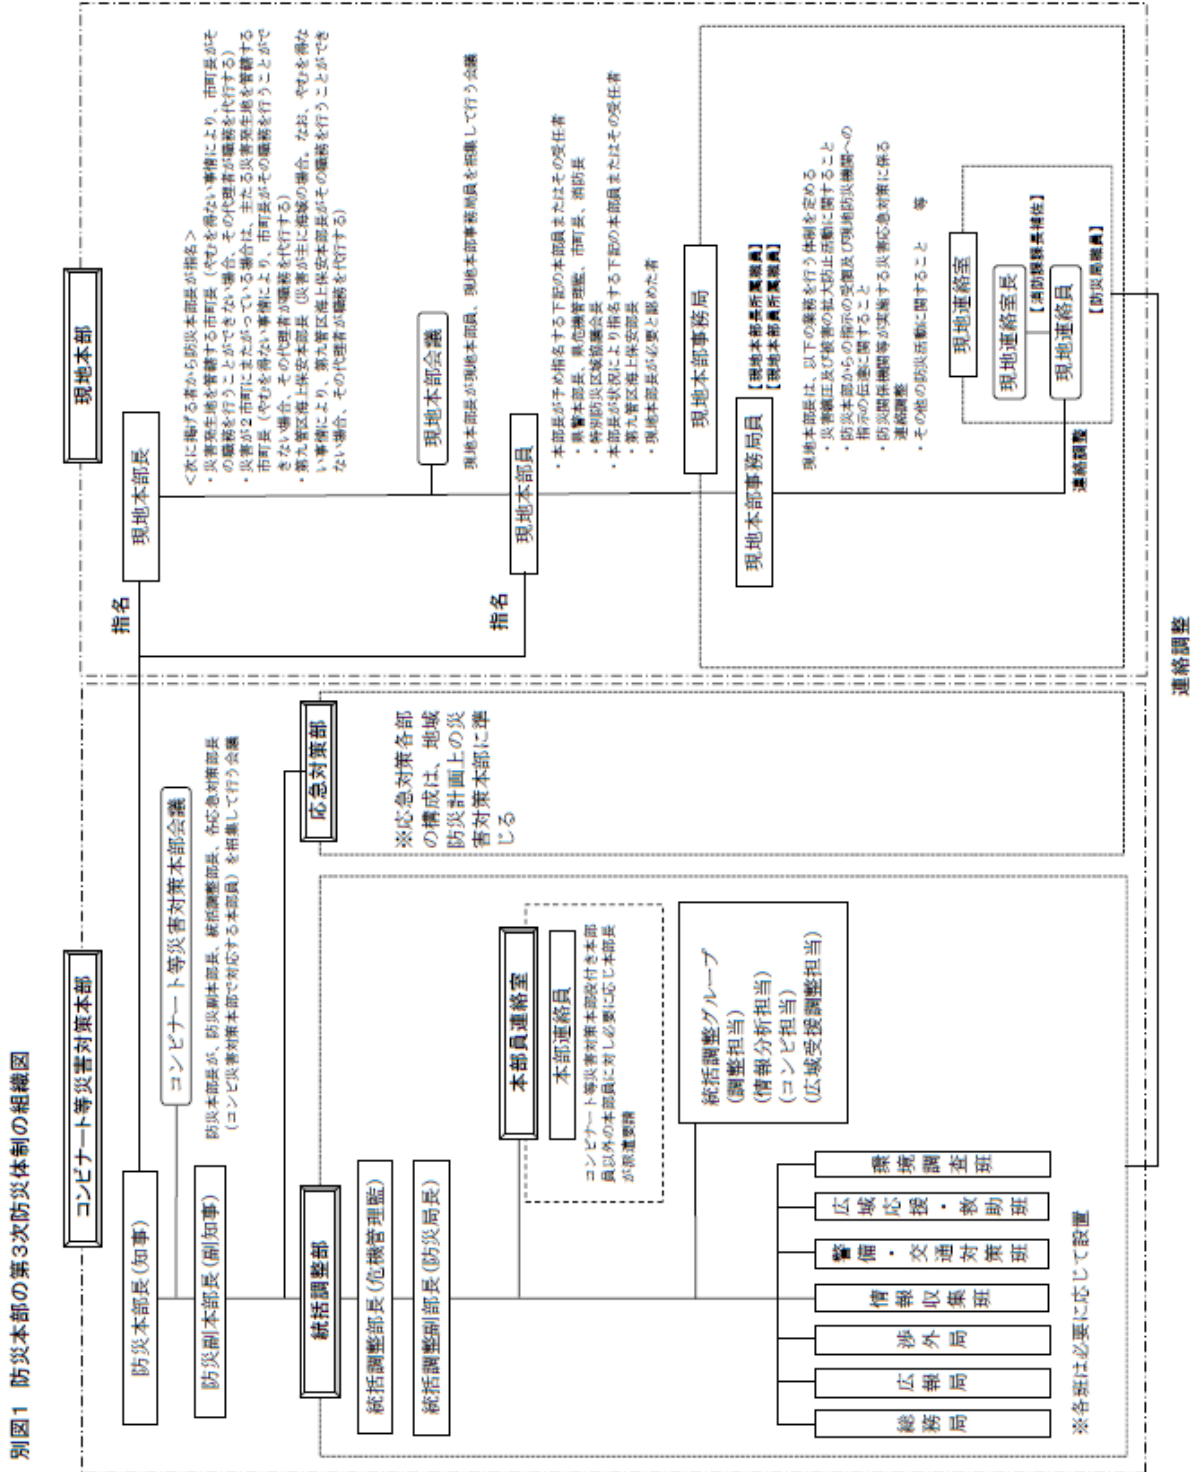 別図1 防災本部の第3次防災体制の組織図
コンビナート等災害対策本部
防災本部長(知事)
コンビナート等災害対策本部会議
防災本部長が、防災副本部長、統括調整部長、各応急対策部長
(コンビ災害対策本部で対応する本部員)を招集して行う会議
防災副本部長(副知事)
統括調整部
統括調整部長(危機管理監)
統括調整副部長(防災局長)
本部員連絡室
本部連絡員
コンビナート等災害対策本部役付き本部
員以外の本部員に対し必要に応じ本部長
が派遣要請
統括調整グループ
(調整担当)
(情報分析担当)
(コンビ担当)
(広域受援調整担当)
総務局
広報局
渉外局
情報収集班
警備・交通対策班
広域応援・救助班
環境調査班
※各班は必要に応じて設置
応急対策部
※応急対策各部
の構成は、地域
防災計画上の災
害対策本部に準
じる
現地本部
指名
現地本部長
<次に掲げる者から防災本部長が指名>
・災害発生地を管轄する市町長(やむを得ない事情により、市町長がそ
の職務を行うことができない場合、その代理者が職務を代行する)
・災害が2市町にまたがっている場合は、主たる災害発生地を管轄する
市町長(やむを得ない事情により、市町長がその職務を行うことがで
きない場合、その代理者が職務を代行する)
・第九管区海上保安本部長(災害が主に海域の場合。なお、やむを得な
い事情により、第九管区海上保安本部長がその職務を行うことができ
ない場合、その代理者が職務を代行する)
現地本部会議
現地本部長が現地本部員、現地本部事務局員を招集して行う会議
指名
現地本部員
・本部長が予め指名する下記の本部員またはその受任者
・県警本部長、県危機管理監、市町長、消防長
・特別防災区域協議会長
・本部長が状況により指名する下記の本部員またはその受任者
・第九管区海上保安部長
・現地本部長が必要と認めた者
現地本部事務局
現地本部事務局員
【現地本部長所属職員】
【現地本部員所属職員】
現地本部長は、以下の業務を行う体制を定める
・災害鎮圧及び被害の拡大防止活動に関すること
・防災本部からの指示の受領及び現地防災機関への
指示の伝達に関すること
・防災関係機関等が実施する災害応急対策に係る
連絡調整
・その他の防災活動に関すること 等
現地連絡室
現地連絡室長
【消防課課長補佐】
現地連絡員
【防災局職員】
連絡調整
連絡調整